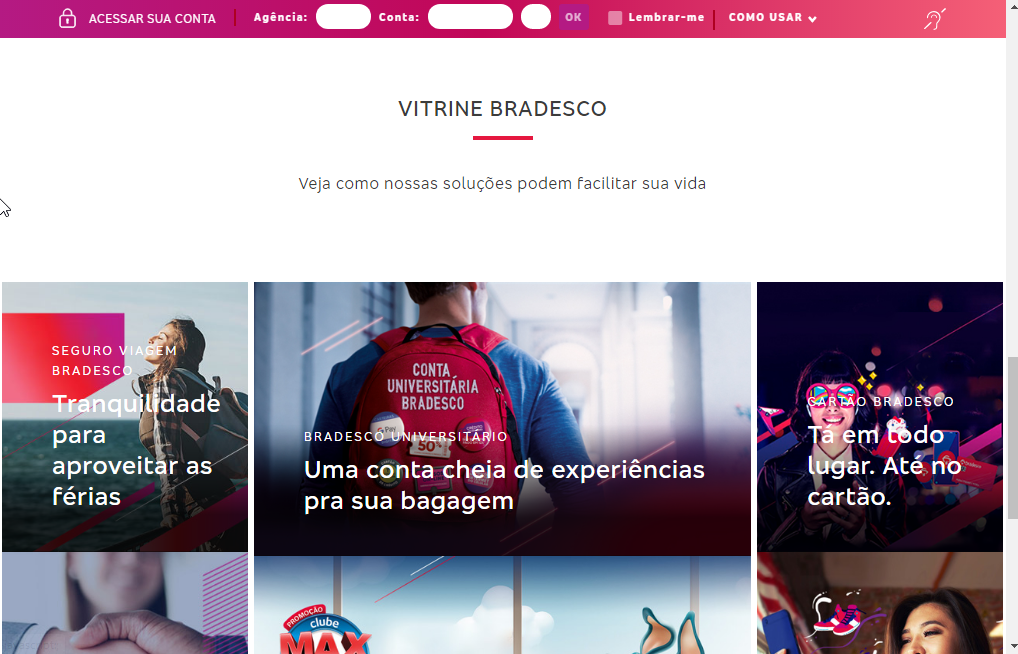 ACESSAR SUA CONTA
Agência:
Conta:
OK
Lembrar-me
COMO USAR
VITRINE BRADESCO
Veja como nossas soluções podem facilitar sua vida
SEGURO VIAGEM
BRADESCO
Tranquilidade
para
aproveitar as
férias
CONTA
UNIVERSITÁRIA
BRADESCO
Pay
50%
BRADESCO UNIVERSITÁRIO
Uma conta cheia de experiências
pra sua bagagem
CARTÃO BRADESCO
Tá em todo
lugar. Até no
cartão.
PROMOÇÃO
clube
MAX